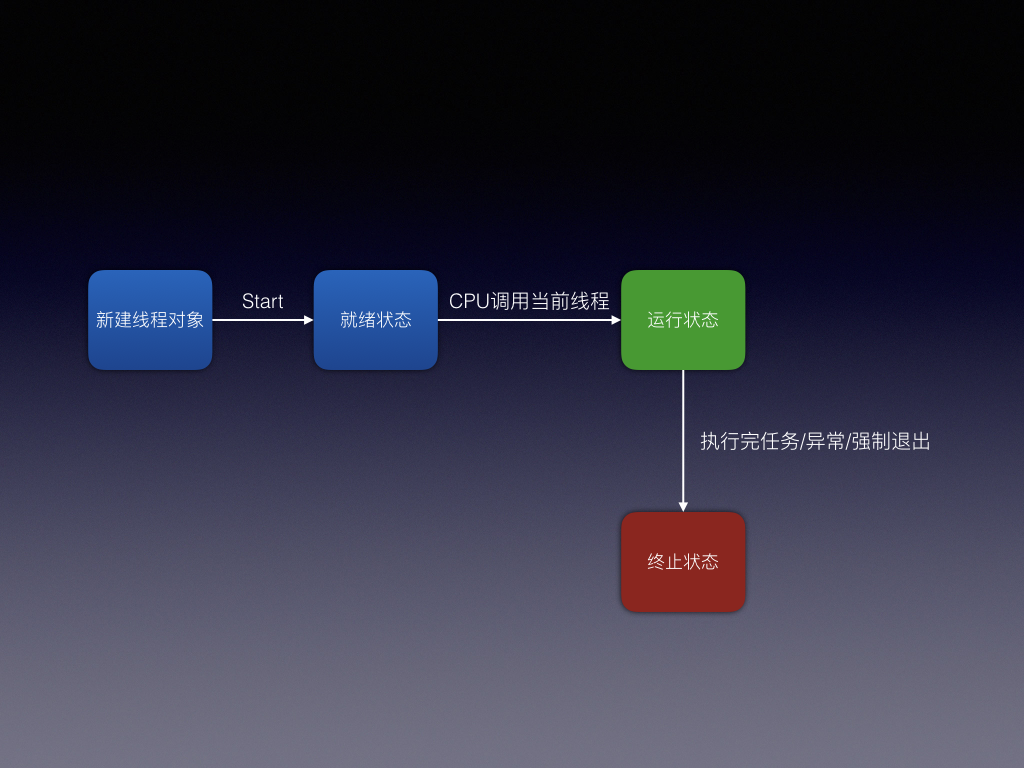 新建线程对象
Start
就绪状态
CPU调用当前线程
运行状态
执行完任务/异常/强制退出
终止状态